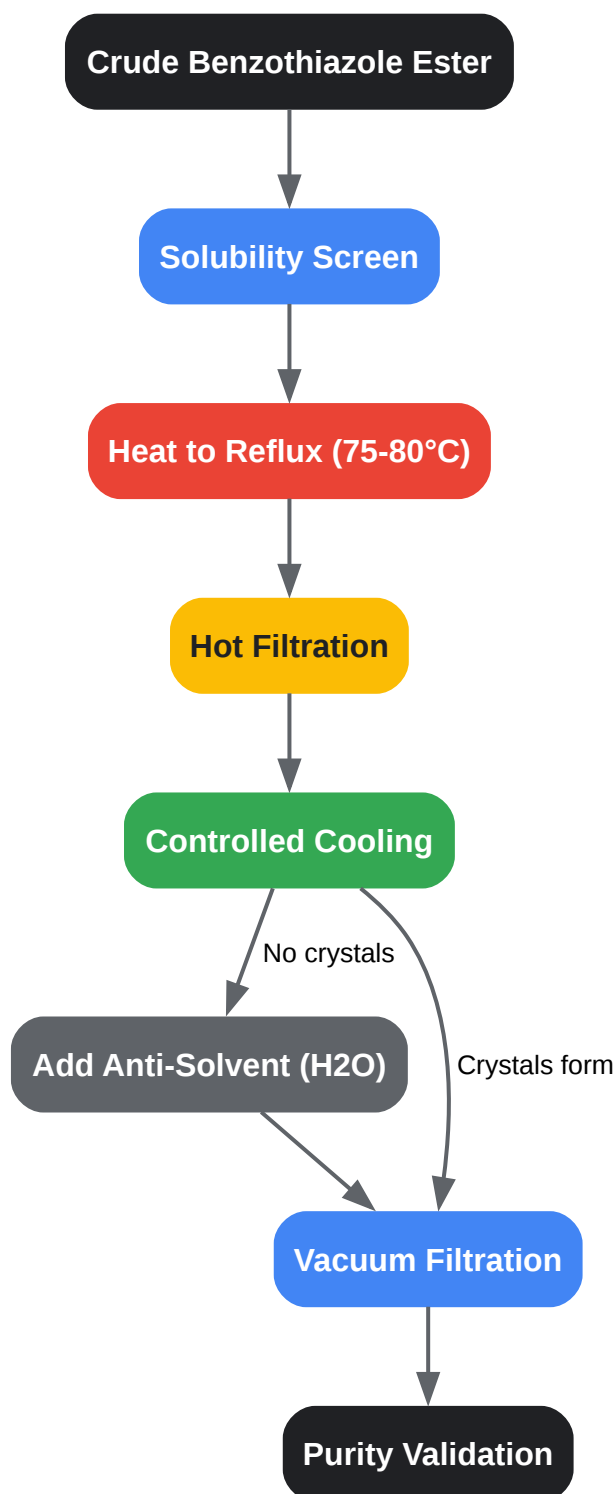 Crude Benzothiazole Ester
Solubility Screen
Heat to Reflux (75-80°C)
Hot Filtration
Controlled Cooling
No crystals
Add Anti-Solvent (H2O)
Crystals form
Vacuum Filtration
Purity Validation